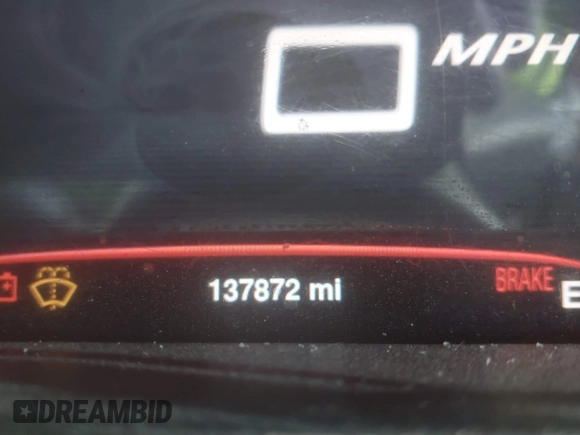 MPH
137872 mi
BRAKE
E
DREAMBID